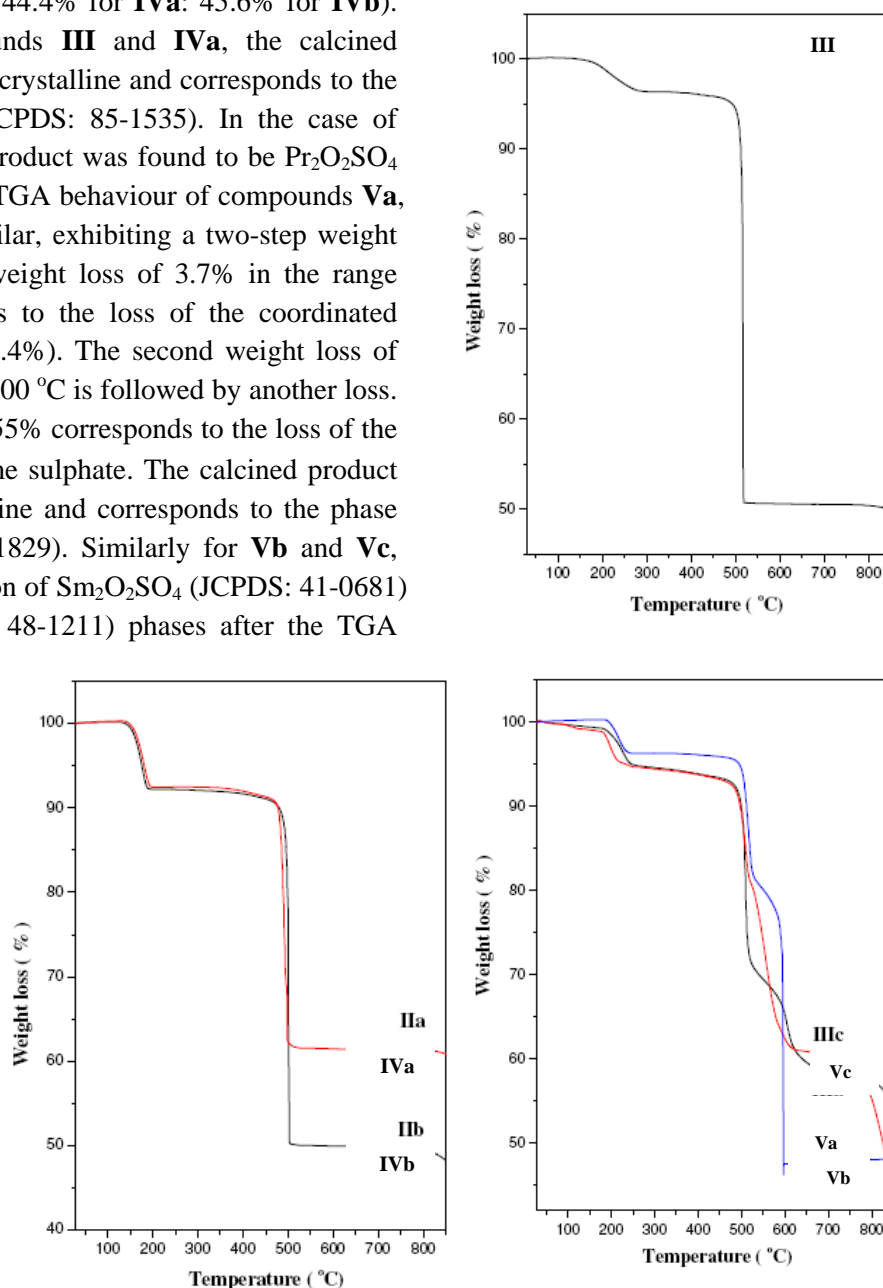 44.4% for IVa: 45.6% for IVb).
unds III and IVa, the calcined
crystalline and corresponds to the
CPDS: 85-1535). In the case of
roduct was found to be Pr₂O₂SO₄
TGA behaviour of compounds Va,
ilar, exhibiting a two-step weight
weight loss of 3.7% in the range
s to the loss of the coordinated
.4%). The second weight loss of
00 °C is followed by another loss.
55% corresponds to the loss of the
he sulphate. The calcined product
ine and corresponds to the phase
1829). Similarly for Vb and Vc,
on of Sm₂O₂SO₄ (JCPDS: 41-0681)
48-1211) phases after the TGA
III
100
90
80
70
60
50
Weight loss ( % )
100 200 300 400 500 600 700 800
Temperature ( °C)
100
90
80
70
60
50
40
Weight loss ( % )
IIa
IVa
IIb
IVb
100 200 300 400 500 600 700 800
Temperature ( °C)
100
90
80
70
60
50
Weight loss ( % )
IIIc
Vc
Va
Vb
100 200 300 400 500 600 700 800
Temperature ( °C)